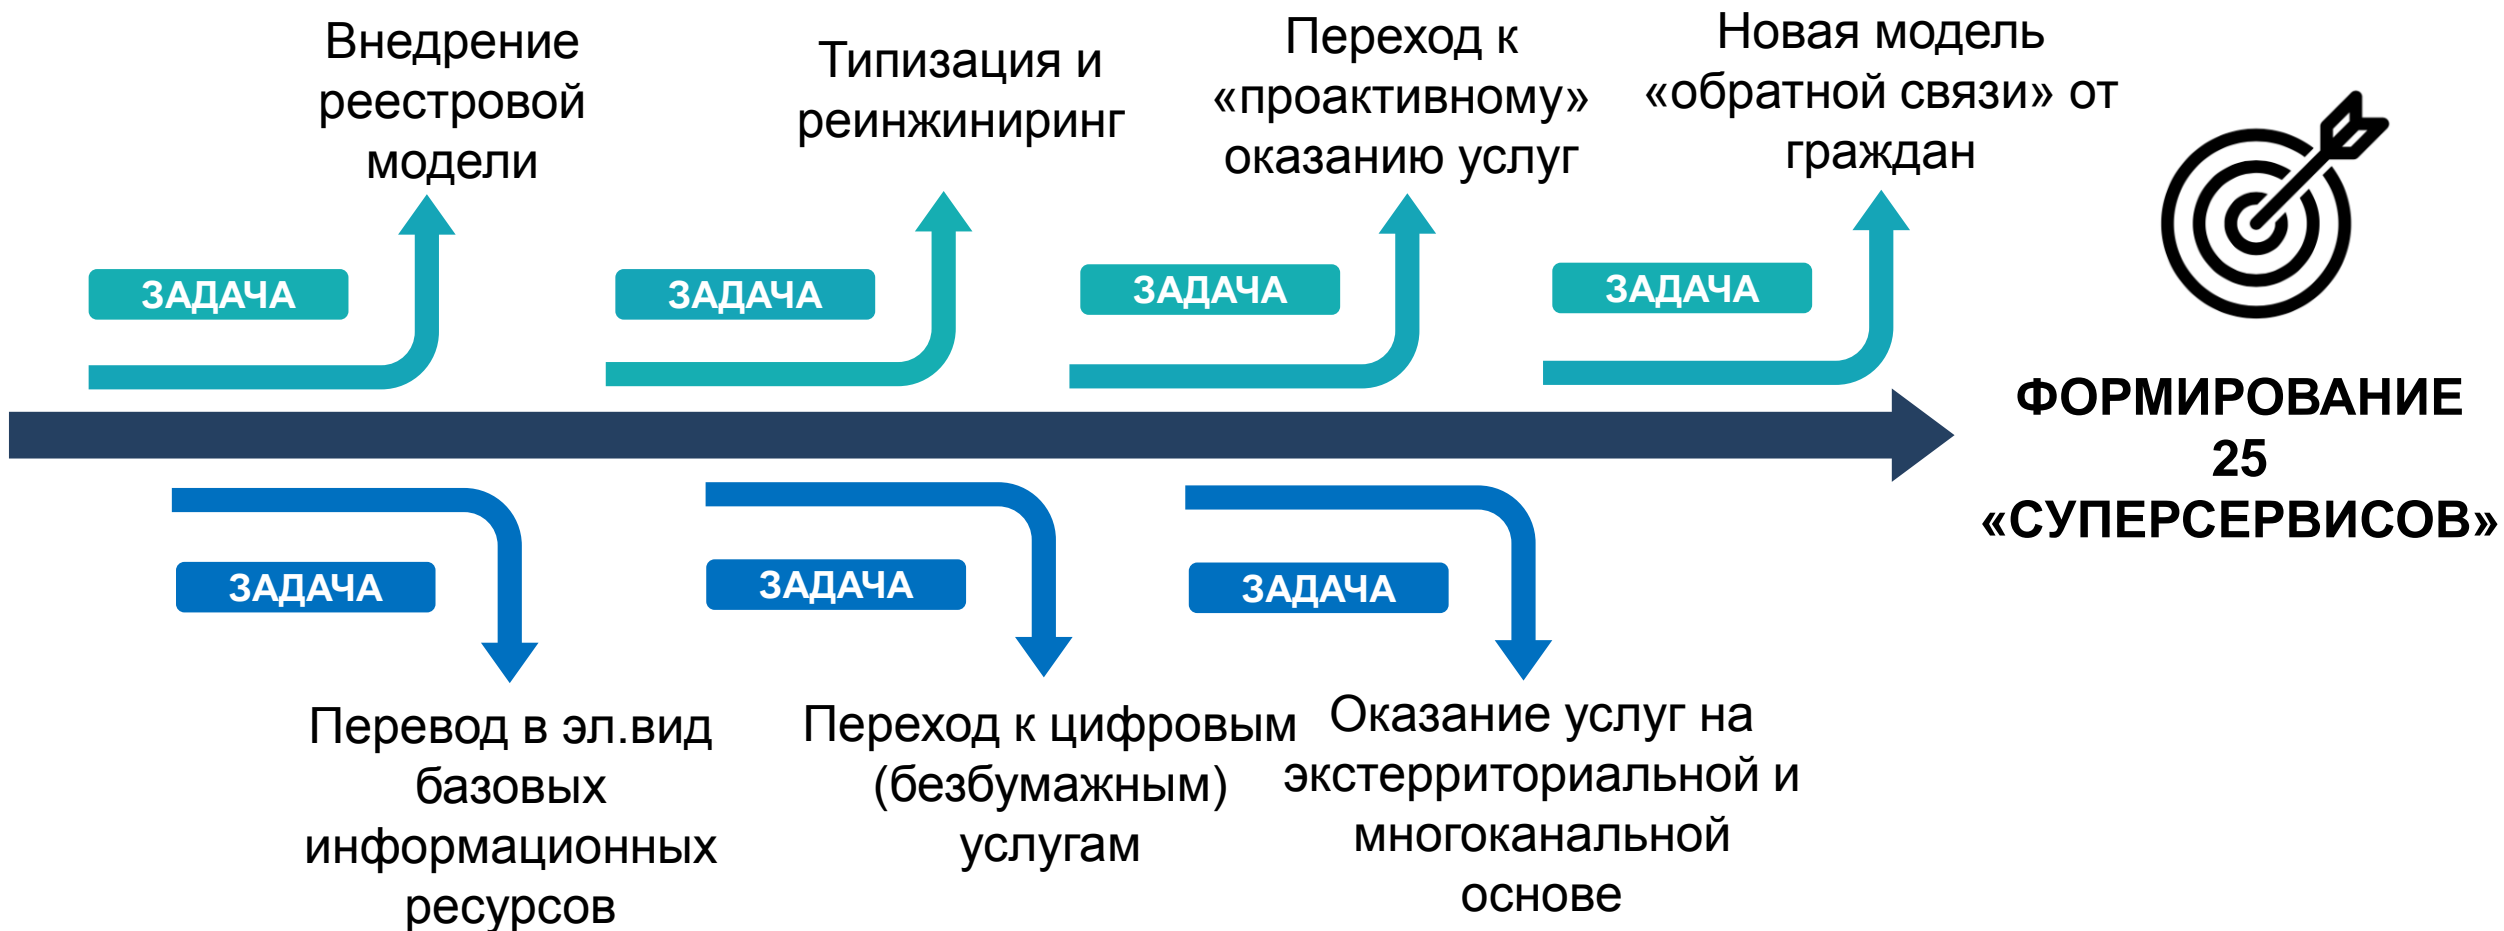 Внедрение
реестровой
модели
Типизация и
реинжиниринг
Переход к
«проактивному»
оказанию услуг
Новая модель
«обратной связи» от
граждан
ЗАДАЧА
ЗАДАЧА
ЗАДАЧА
ЗАДАЧА
ФОРМИРОВАНИЕ
25
«СУПЕРСЕРВИСОВ»
ЗАДАЧА
ЗАДАЧА
ЗАДАЧА
Перевод в эл.вид
базовых
информационных
ресурсов
Переход к цифровым
(безбумажным)
услугам
Оказание услуг на
экстерриториальной и
многоканальной
основе